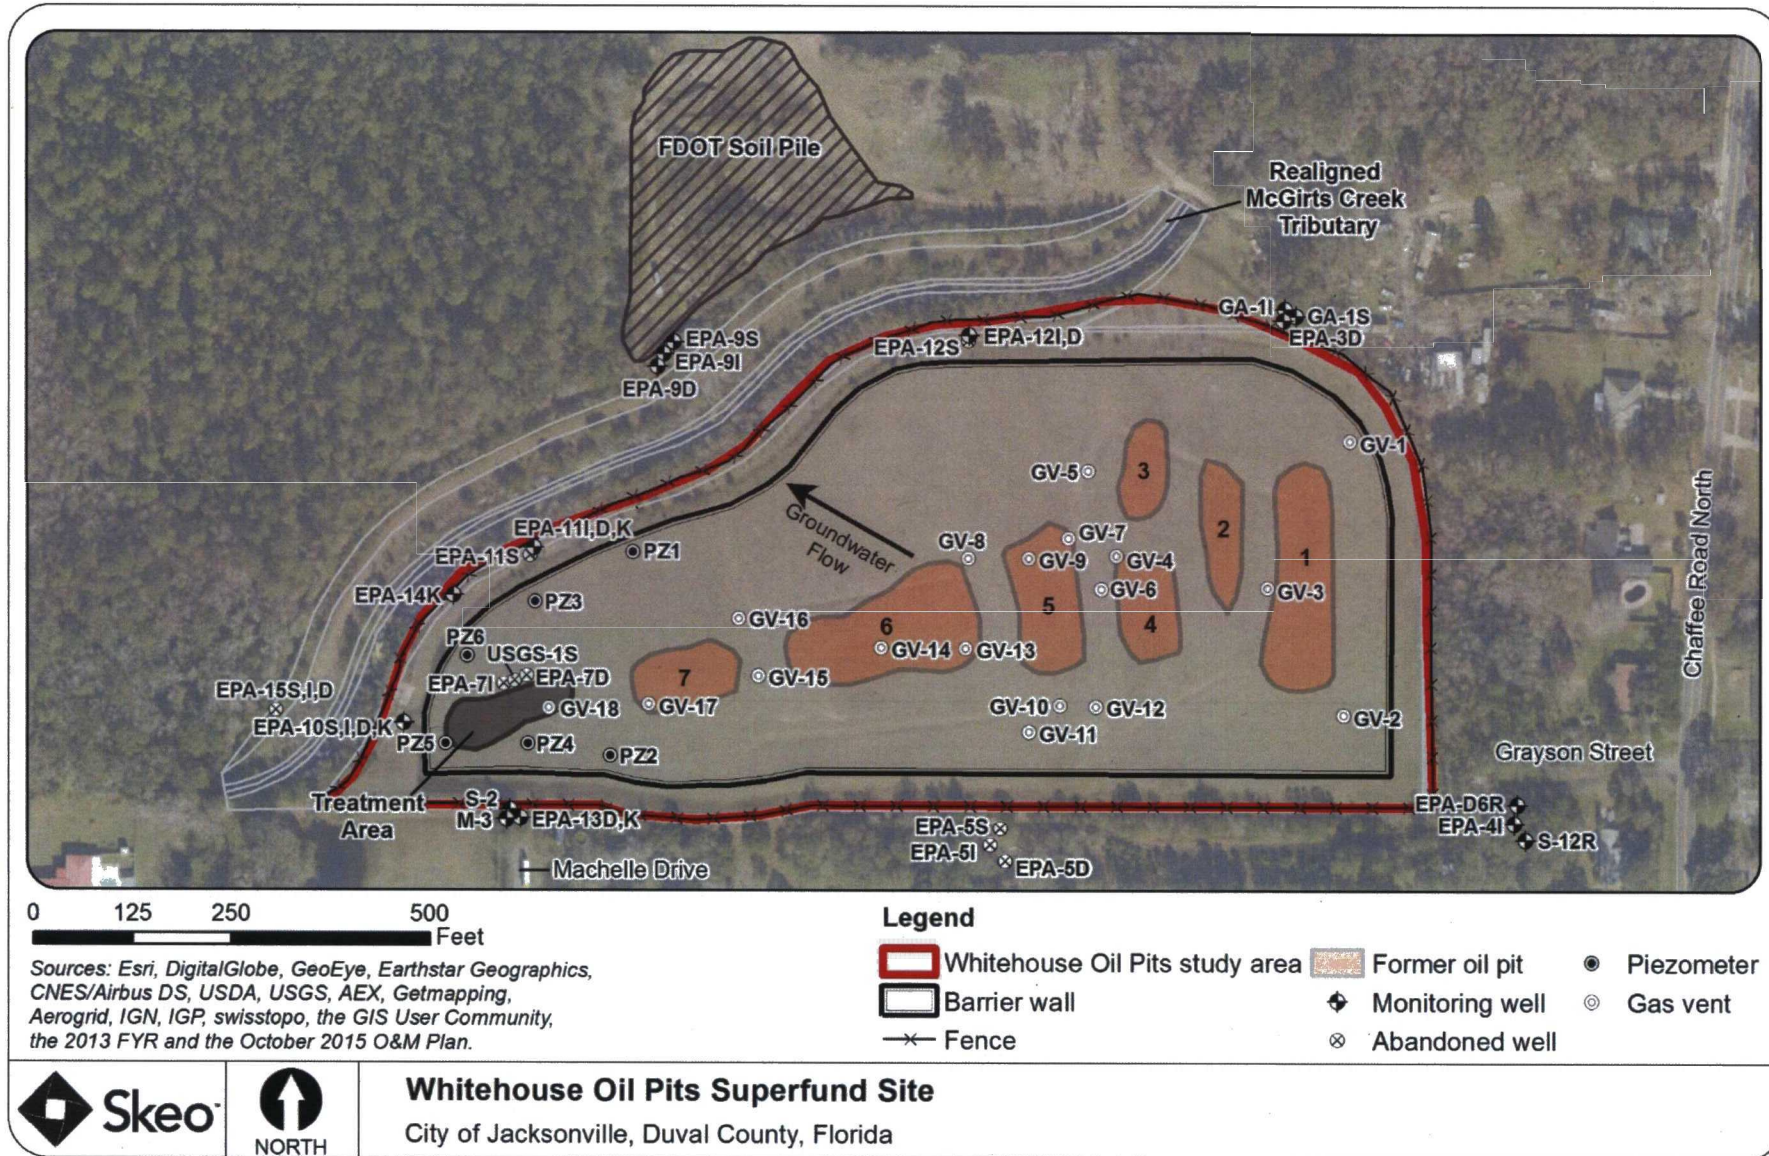 FDOT Soil Pile
Realigned
McGirts Creek
Tributary
GA-1I
GA-1S
EPA-3D
EPA-9S
EPA-9I
EPA-9D
EPA-12S
EPA-12I,D
GV-1
GV-5
3
2
1
Chaffee Road North
Groundwater
Flow
EPA-11I,D,K
EPA-11S
PZ1
GV-7
GV-8
GV-9
GV-4
GV-6
GV-3
EPA-14K
PZ3
5
4
GV-16
6
PZ6
USGS-1S
EPA-7I
EPA-7D
GV-14
GV-13
7
GV-15
EPA-15S,I,D
EPA-10S,I,D,K
GV-18
GV-17
GV-10
GV-12
GV-2
GV-11
PZ5
PZ4
PZ2
Grayson Street
Treatment
Area
S-2
M-3
EPA-13D,K
EPA-D6R
EPA-4I
S-12R
EPA-5S
EPA-5I
EPA-5D
Machelle Drive
0 125 250 500
Feet
Sources: Esri, DigitalGlobe, GeoEye, Earthstar Geographics,
CNES/Airbus DS, USDA, USGS, AEX, Getmapping,
Aerogrid, IGN, IGP, swisstopo, the GIS User Community,
the 2013 FYR and the October 2015 O&M Plan.
Legend
Whitehouse Oil Pits study area
Barrier wall
Fence
Former oil pit
Monitoring well
Abandoned well
Piezometer
Gas vent
Skeo
NORTH
Whitehouse Oil Pits Superfund Site
City of Jacksonville, Duval County, Florida